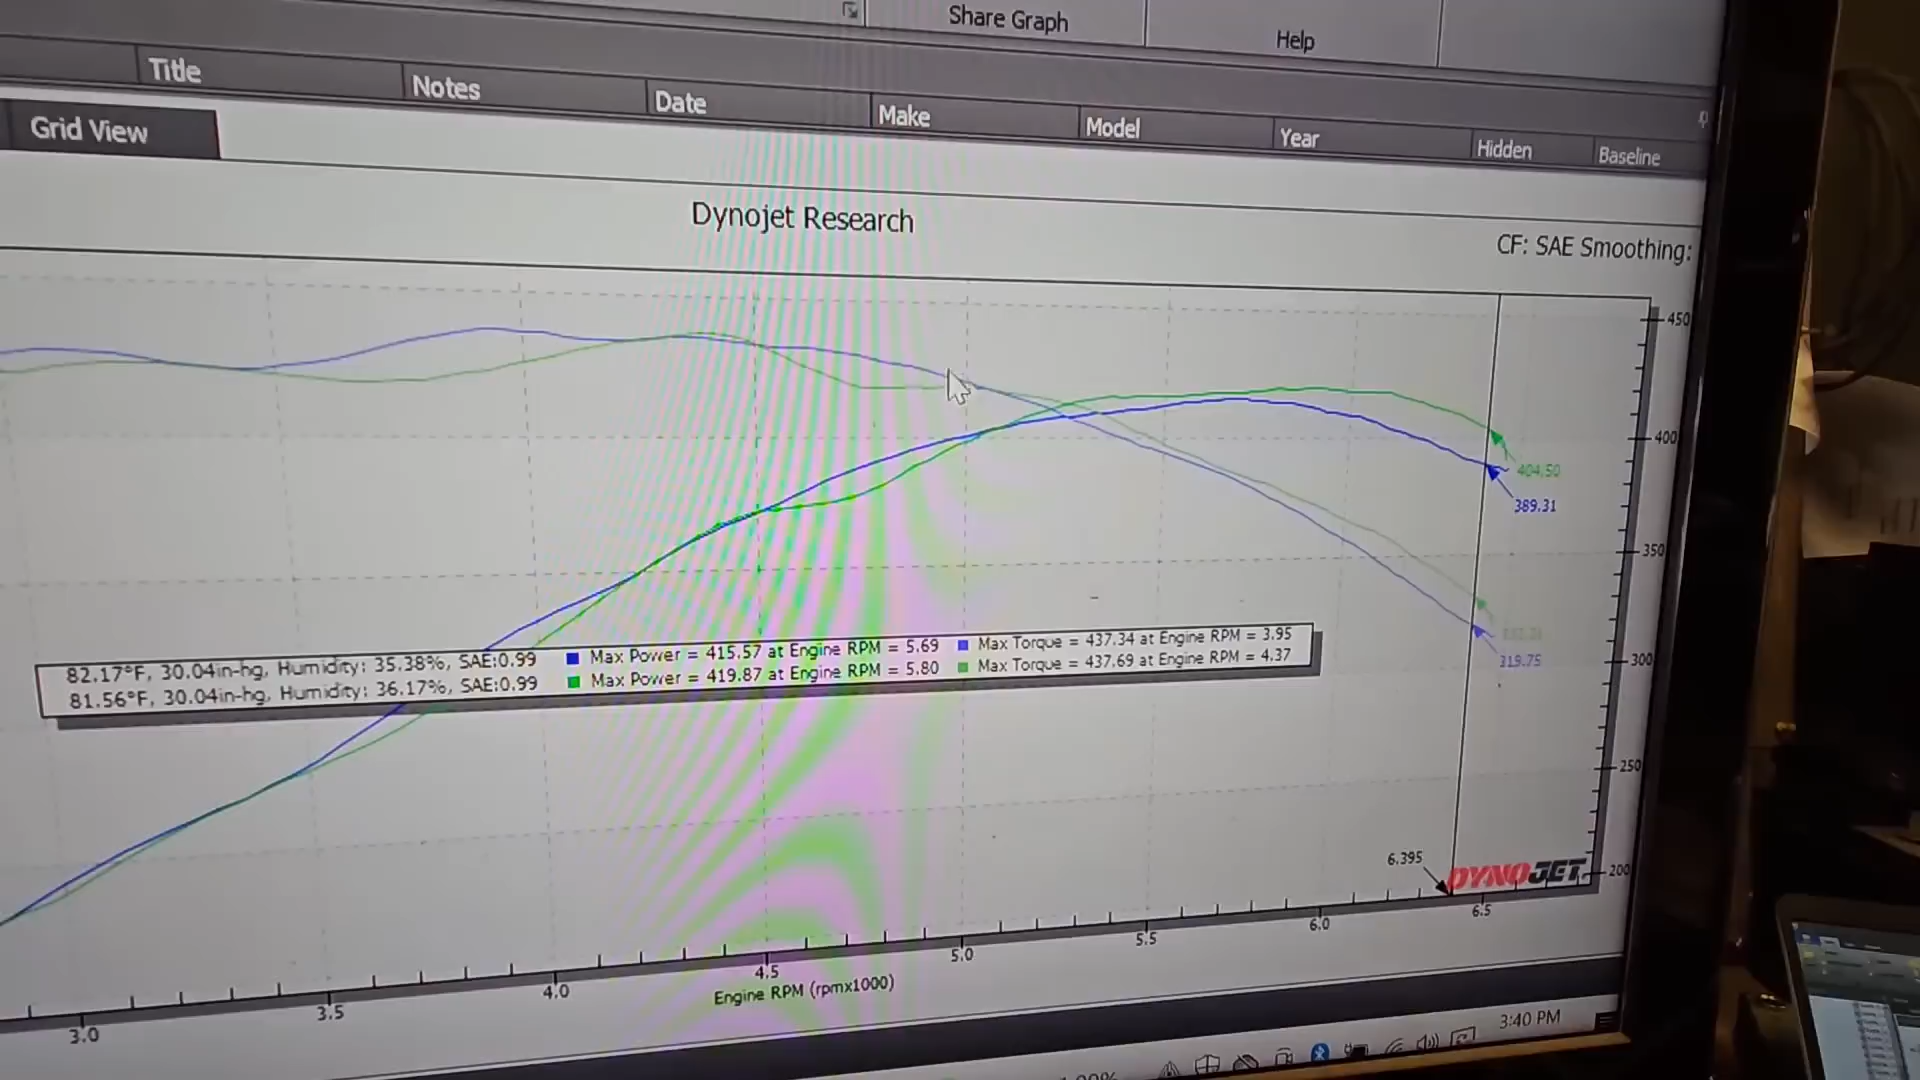 Share Graph
Help
Title
Notes
Date
Make
Model
Year
Hidden
Baseline
Grid View
Dynojet Research
CF: SAE Smoothing:
450
400
404.50
389.31
350
82.17°F, 30.04in-hg, Humidity: 35.38%, SAE:0.99 Max Power = 415.57 at Engine RPM = 5.69 Max Torque = 437.34 at Engine RPM = 3.95
81.56°F, 30.04in-hg, Humidity: 36.17%, SAE:0.99 Max Power = 419.87 at Engine RPM = 5.80 Max Torque = 437.69 at Engine RPM = 4.37
319.75
300
250
6.395
DYNOJET
200
3.0
3.5
4.0
4.5
5.0
5.5
6.0
6.5
Engine RPM (rpmx1000)
3:40 PM